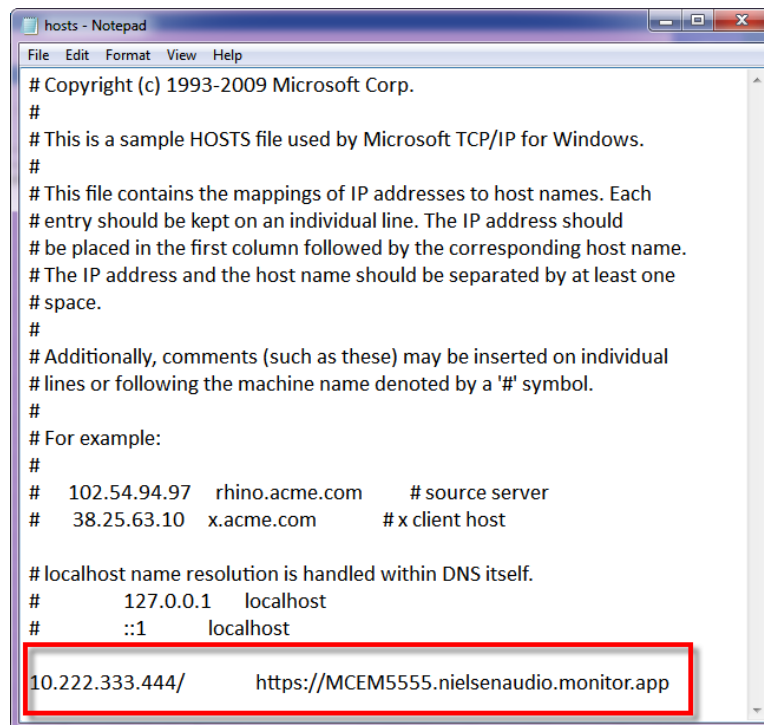 hosts - Notepad
File Edit Format View Help
# Copyright (c) 1993-2009 Microsoft Corp.
#
# This is a sample HOSTS file used by Microsoft TCP/IP for Windows.
#
# This file contains the mappings of IP addresses to host names. Each
# entry should be kept on an individual line. The IP address should
# be placed in the first column followed by the corresponding host name.
# The IP address and the host name should be separated by at least one
# space.
#
# Additionally, comments (such as these) may be inserted on individual
# lines or following the machine name denoted by a '#' symbol.
#
# For example:
#
# 102.54.94.97 rhino.acme.com # source server
# 38.25.63.10 x.acme.com # x client host
# localhost name resolution is handled within DNS itself.
# 127.0.0.1 localhost
# ::1 localhost
10.222.333.444/ https://MCEM5555.nielsenaudio.monitor.app